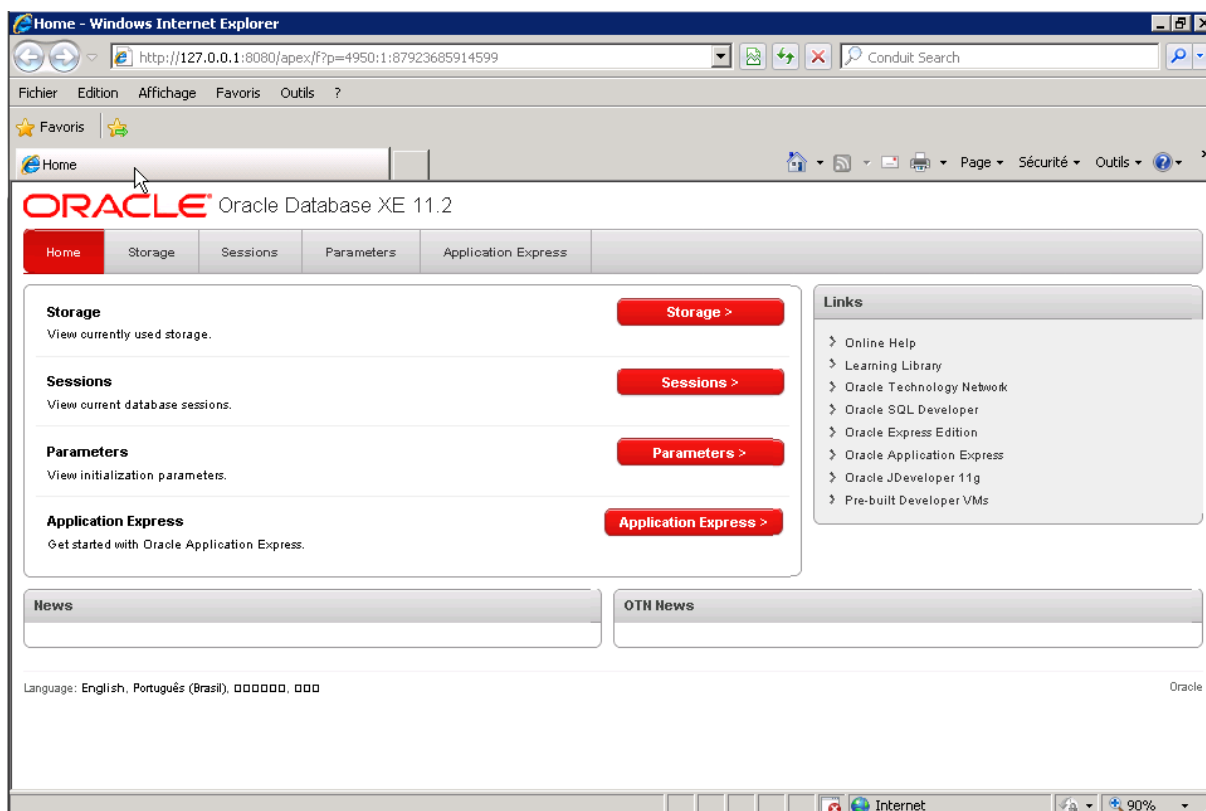 Home - Windows Internet Explorer
http://127.0.0.1:8080/apex/f?p=4950:1:87923685914599
Conduit Search
Fichier Edition Affichage Favoris Outils ?
Favoris
Home
Page Sécurité Outils
ORACLE Oracle Database XE 11.2
Home Storage Sessions Parameters Application Express
Storage
View currently used storage.
Storage >
Sessions
View current database sessions.
Sessions >
Parameters
View initialization parameters.
Parameters >
Application Express
Get started with Oracle Application Express.
Application Express >
Links
Online Help
Learning Library
Oracle Technology Network
Oracle SQL Developer
Oracle Express Edition
Oracle Application Express
Oracle JDeveloper 11g
Pre-built Developer VMs
News
OTN News
Language: English, Português (Brasil), □□□□□□, □□□
Oracle
Internet
90%